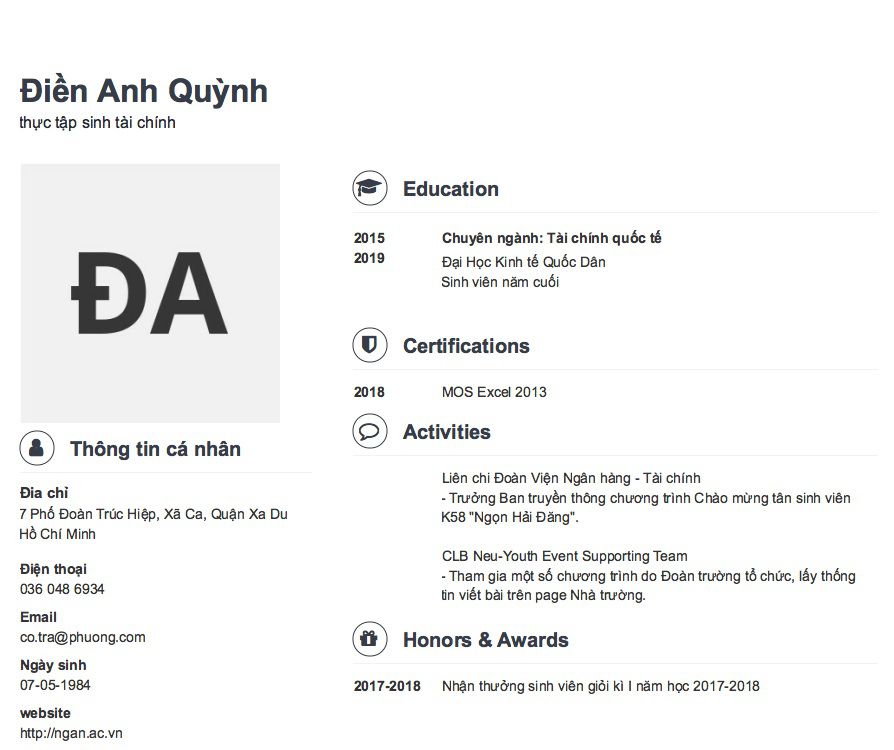 Điền Anh Quỳnh
thực tập sinh tài chính
ĐA
Thông tin cá nhân
Đia chỉ
7 Phố Đoàn Trúc Hiệp, Xã Ca, Quận Xa Du
Hồ Chí Minh
Điện thoại
036 048 6934
Email
co.tra@phuong.com
Ngày sinh
07-05-1984
website
http://ngan.ac.vn
Education
2015
2019
Chuyên ngành: Tài chính quốc tế
Đại Học Kinh tế Quốc Dân
Sinh viên năm cuối
Certifications
2018 MOS Excel 2013
Activities
Liên chi Đoàn Viện Ngân hàng - Tài chính
- Trưởng Ban truyền thông chương trình Chào mừng tân sinh viên
K58 "Ngọn Hải Đăng".
CLB Neu-Youth Event Supporting Team
- Tham gia một số chương trình do Đoàn trường tổ chức, lấy thống
tin viết bài trên page Nhà trường.
Honors & Awards
2017-2018 Nhận thưởng sinh viên giỏi kì I năm học 2017-2018